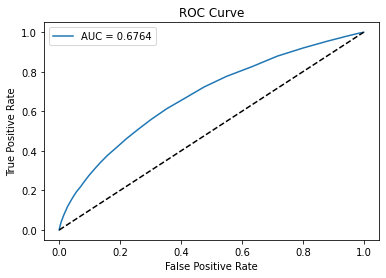 ROC Curve
AUC = 0.6764
True Positive Rate
1.0
0.8
0.6
0.4
0.2
0.0
0.0 0.2 0.4 0.6 0.8 1.0
False Positive Rate